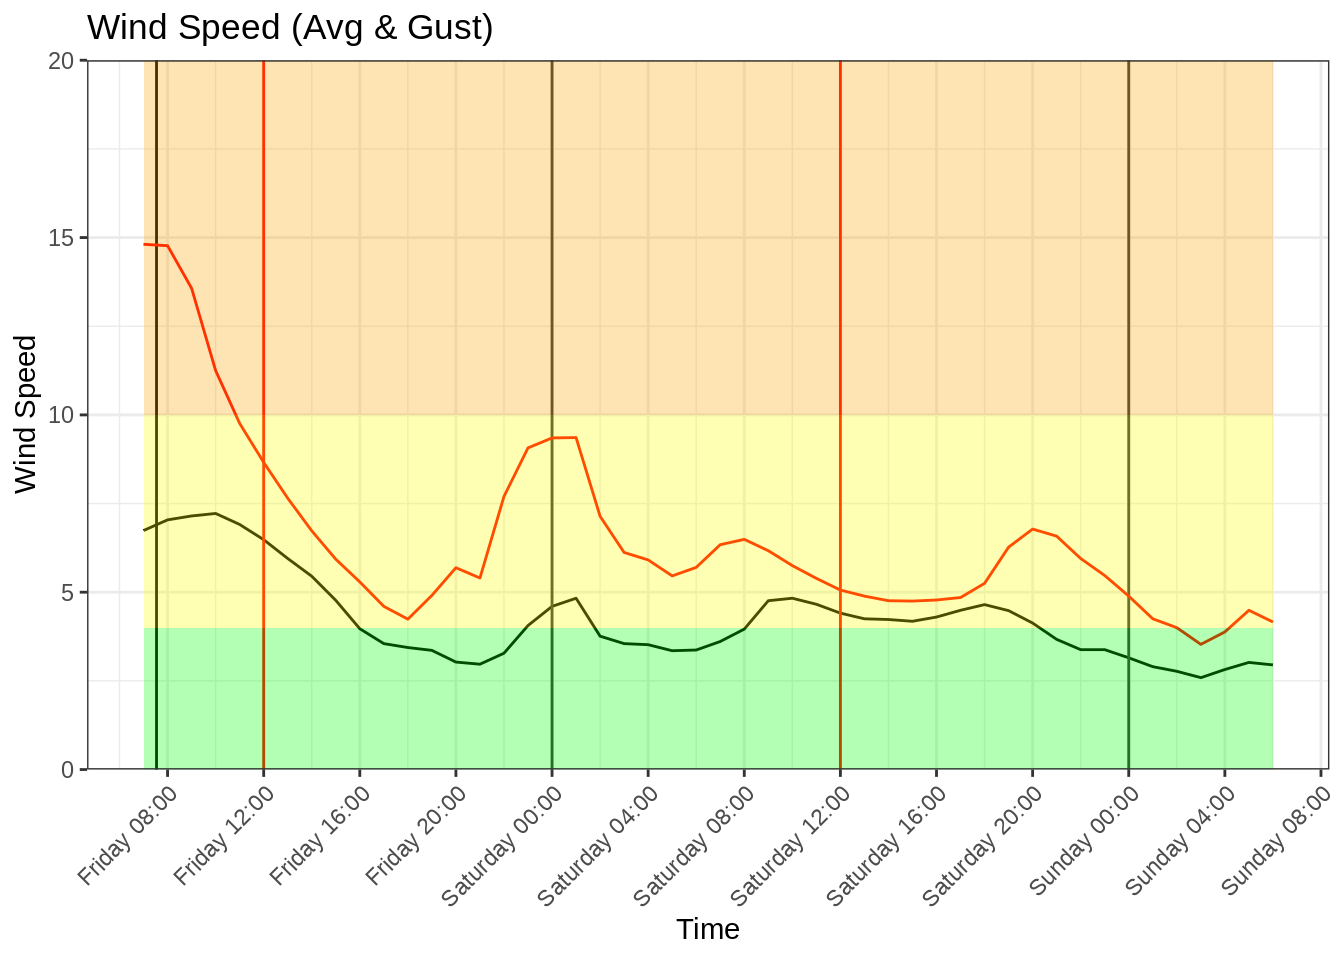 Wind Speed (Avg & Gust)
20
15
10
5
0
Wind Speed
Friday 08:00
Friday 12:00
Friday 16:00
Friday 20:00
Saturday 00:00
Saturday 04:00
Saturday 08:00
Saturday 12:00
Saturday 16:00
Saturday 20:00
Sunday 00:00
Sunday 04:00
Sunday 08:00
Time